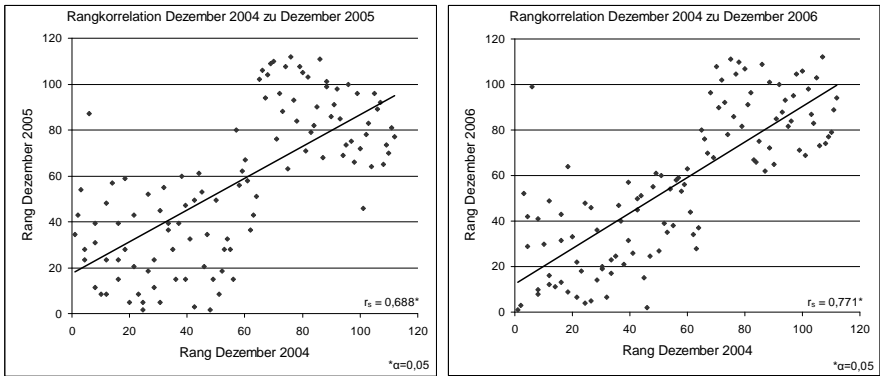 Rangkorrelation Dezember 2004 zu Dezember 2005
120
100
80
60
40
20
0
0 20 40 60 80 100 120
Rang Dezember 2005
Rang Dezember 2004
rs = 0,688*
*α=0,05
Rangkorrelation Dezember 2004 zu Dezember 2006
120
100
80
60
40
20
0
0 20 40 60 80 100 120
Rang Dezember 2006
Rang Dezember 2004
rs = 0,771*
*α=0,05